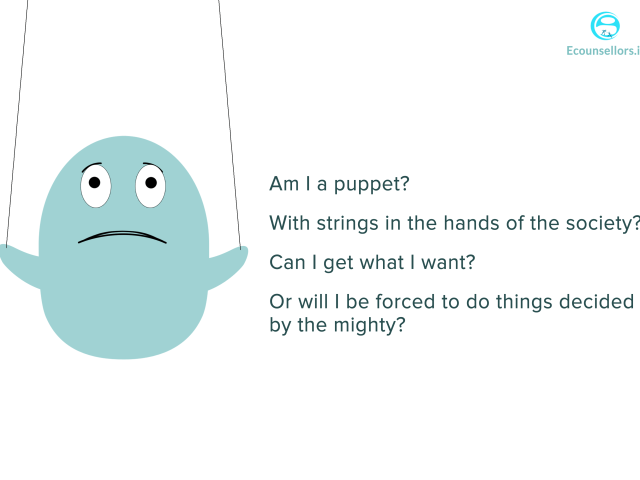 Ecounsellors.i
Am I a puppet?
With strings in the hands of the society?
Can I get what I want?
Or will I be forced to do things decided
by the mighty?